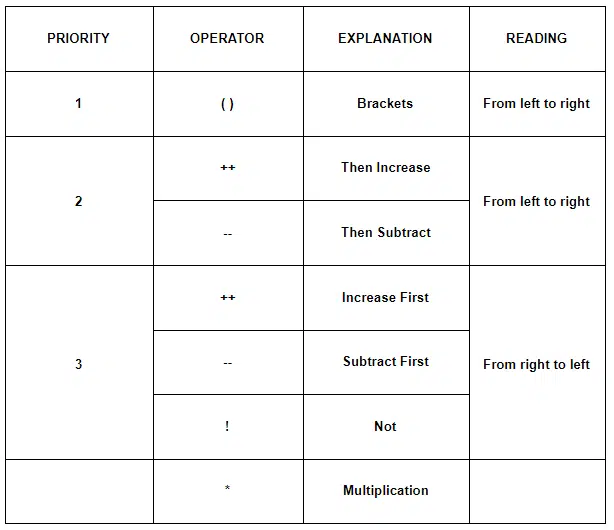 PRIORITY OPERATOR EXPLANATION READING
1 ( ) Brackets From left to right
2 ++ Then Increase From left to right
-- Then Subtract
3 ++ Increase First From right to left
-- Subtract First
! Not
* Multiplication